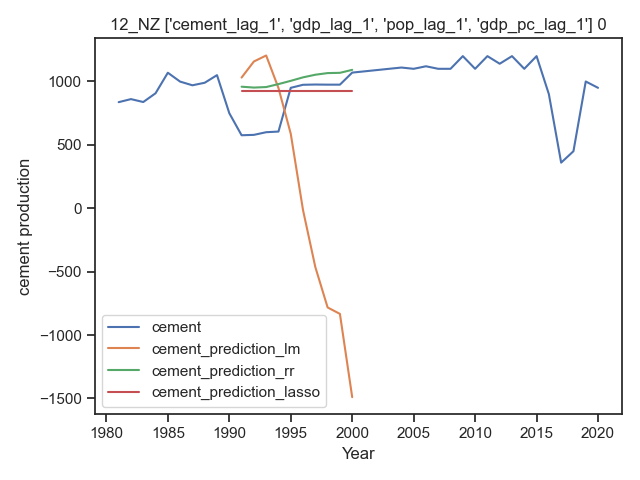 12_NZ ['cement_lag_1', 'gdp_lag_1', 'pop_lag_1', 'gdp_pc_lag_1'] 0
cement production
1000
500
0
−500
−1000
−1500
cement
cement_prediction_lm
cement_prediction_rr
cement_prediction_lasso
1980 1985 1990 1995 2000 2005 2010 2015 2020
Year